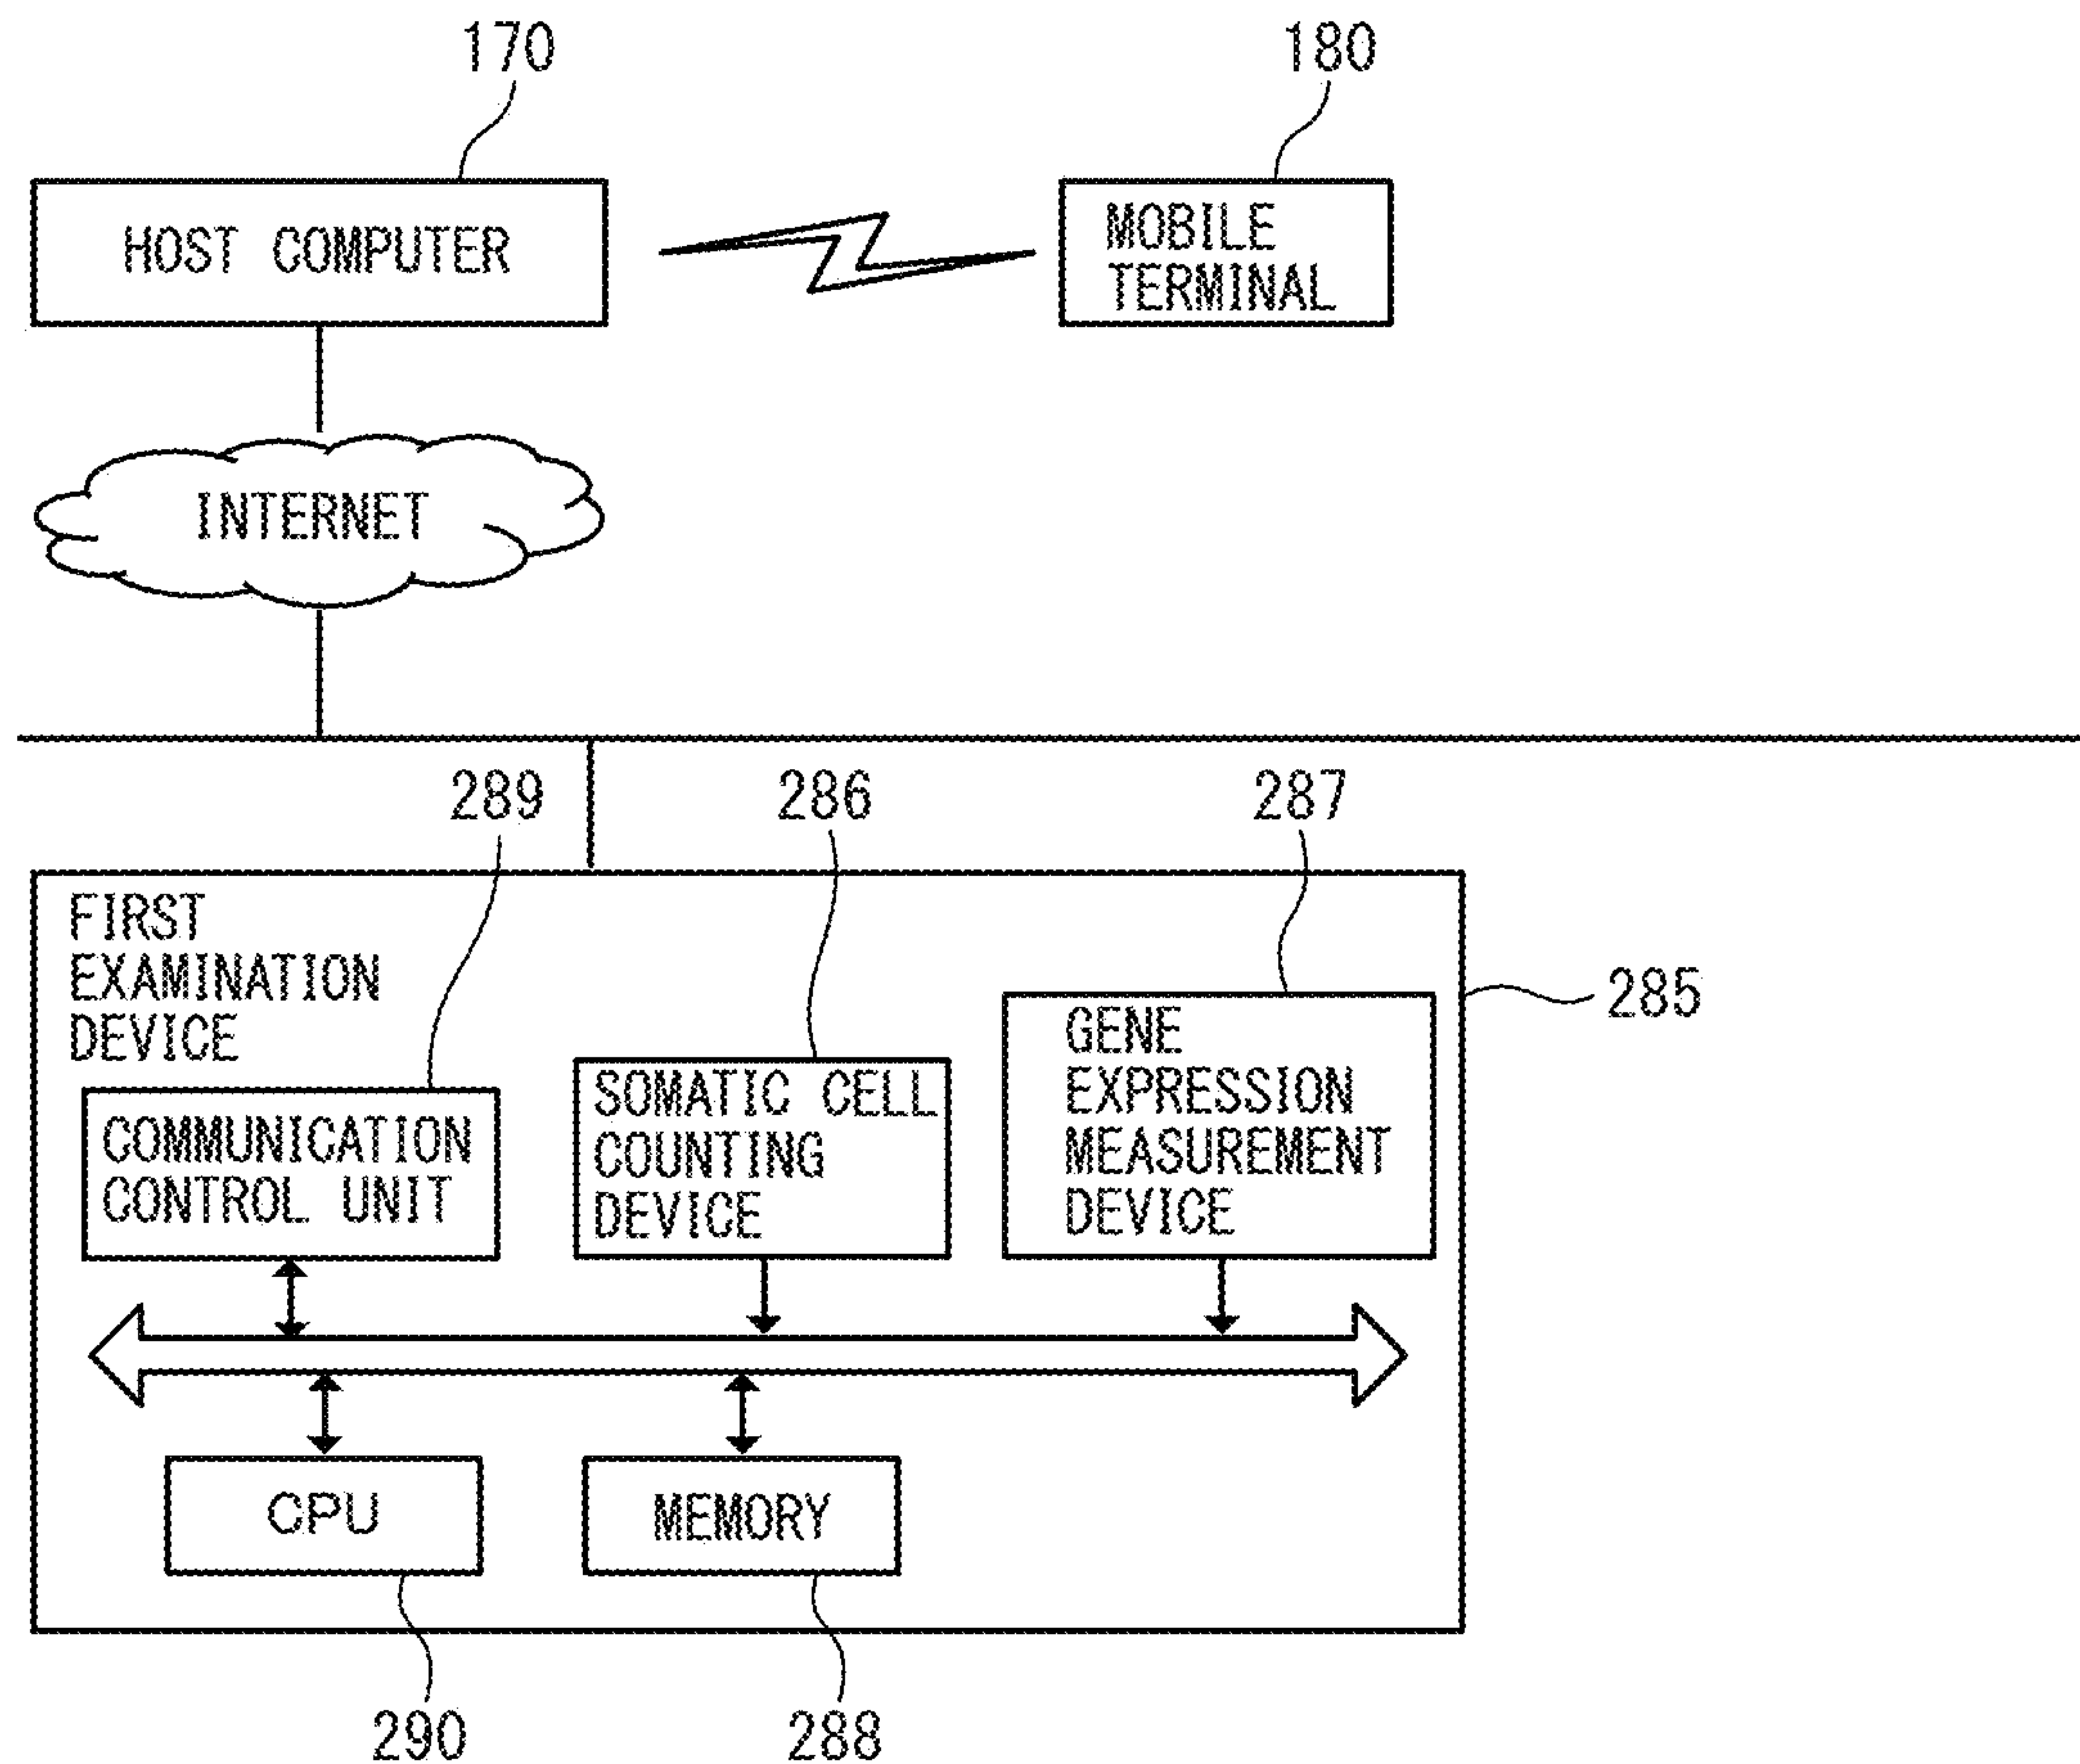 170
180
HOST COMPUTER
MOBILE
TERMINAL
INTERNET
289
286
287
FIRST
EXAMINATION
DEVICE
285
COMMUNICATION
CONTROL UNIT
SOMATIC CELL
COUNTING
DEVICE
GENE
EXPRESSION
MEASUREMENT
DEVICE
CPU
MEMORY
290
288